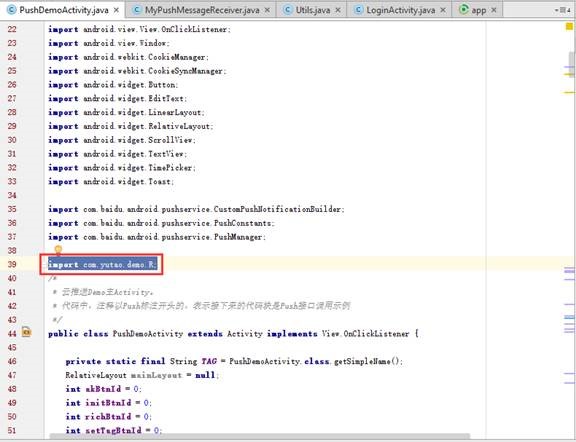 PushDemoActivity.java × MyPushMessageReceiver.java × Utils.java × LoginActivity.java × app ×
22 import android.view.View.OnClickListener;
23 import android.view.Window;
24 import android.webkit.CookieManager;
25 import android.webkit.CookieSyncManager;
26 import android.widget.Button;
27 import android.widget.EditText;
28 import android.widget.LinearLayout;
29 import android.widget.RelativeLayout;
30 import android.widget.ScrollView;
31 import android.widget.TextView;
32 import android.widget.TimePicker;
33 import android.widget.Toast;
34
35 import com.baidu.android.pushservice.CustomPushNotificationBuilder;
36 import com.baidu.android.pushservice.PushConstants;
37 import com.baidu.android.pushservice.PushManager;
38
39 import com.yutao.demo.R;
40 /*
41 * 云推送Demo主Activity。
42 * 代码中，注释以Push标注开头的，表示接下来的代码块是Push接口调用示例
43 */
44 public class PushDemoActivity extends Activity implements View.OnClickListener {
45
46 private static final String TAG = PushDemoActivity.class.getSimpleName();
47 RelativeLayout mainLayout = null;
48 int akBtnId = 0;
49 int initBtnId = 0;
50 int richBtnId = 0;
51 int setTagBtnId = 0;